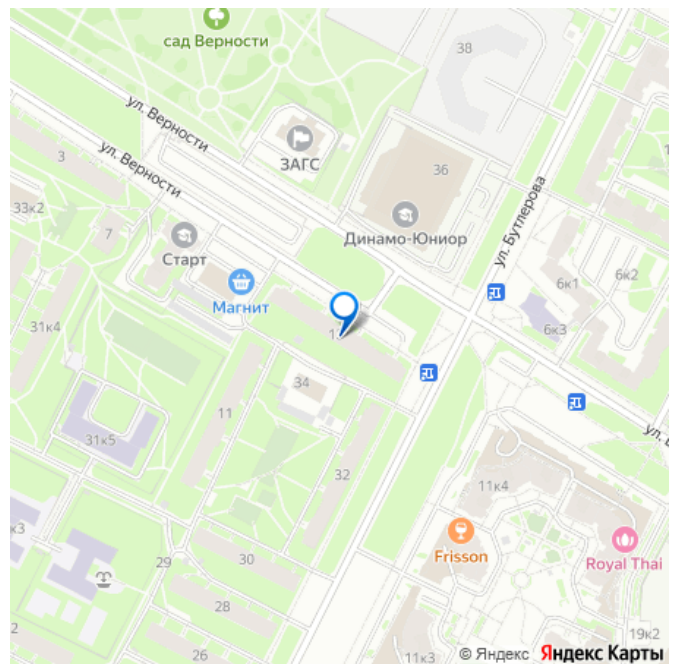 сад Верности
38
ул. Верности
ул. Верности
ЗАГС
36
3
ул. Бутлерова
33к2
7
Старт
Динамо-Юниор
6к1
6к2
Магнит
6к3
31к4
34
11
31к5
32
11к4
Frisson
Royal Thai
к3
29
30
28
2
26
11к3
19к2
© Яндекс Яндекс Карты